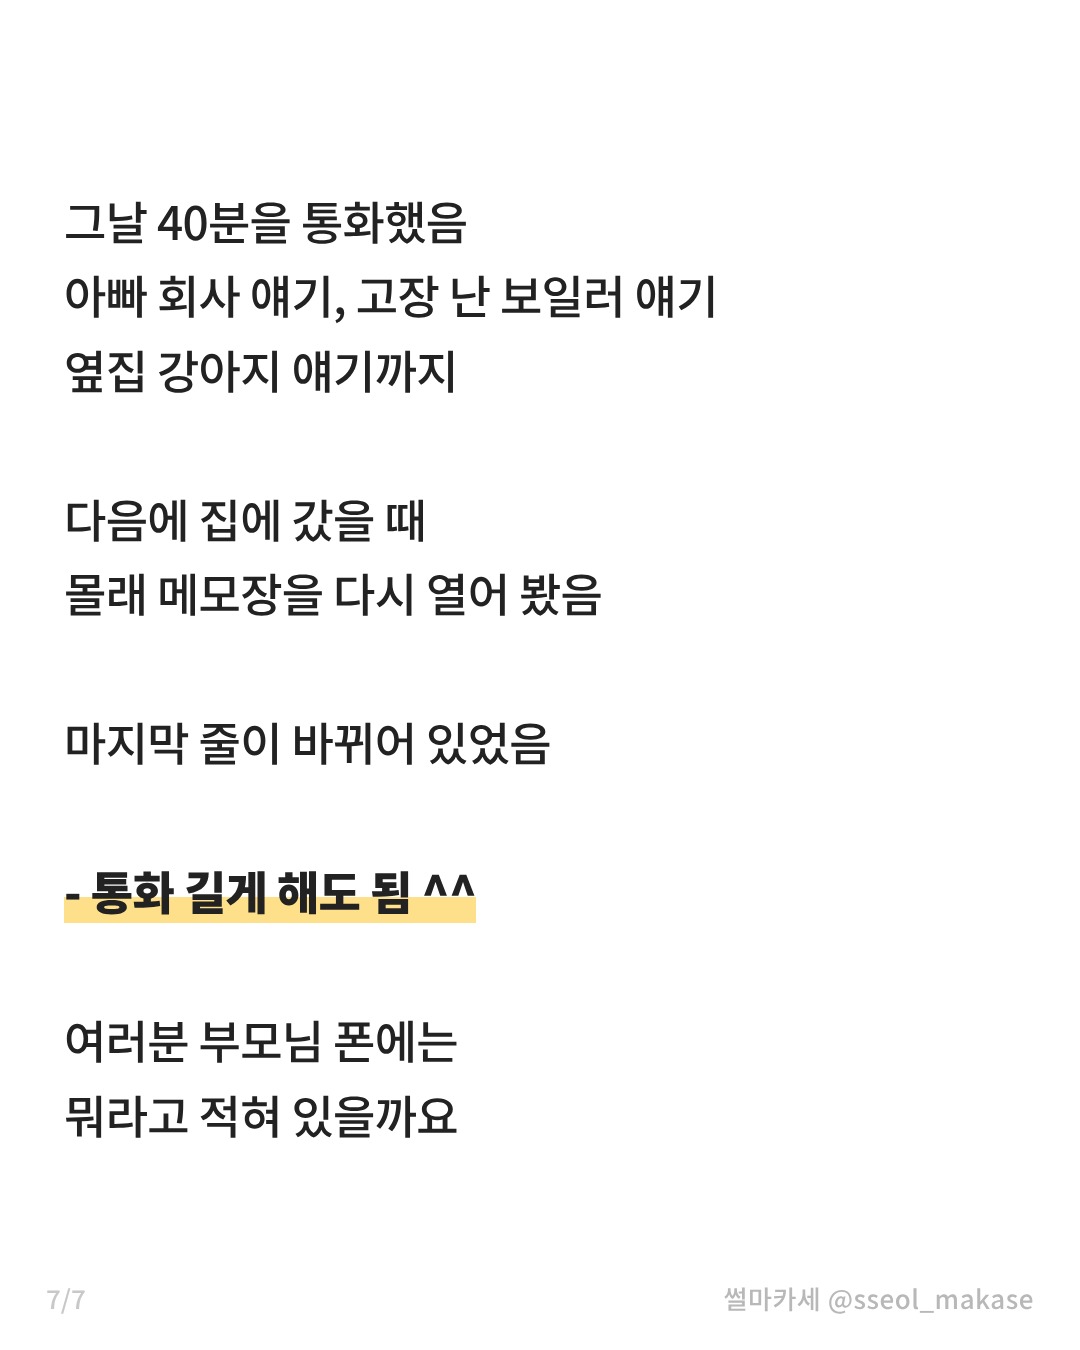 그날 40분을 통화했음
아빠 회사 얘기, 고장 난 보일러 얘기
옆집 강아지 얘기까지
다음에 집에 갔을 때
몰래 메모장을 다시 열어 봤음
마지막 줄이 바뀌어 있었음
- 통화 길게 해도 됨 ^^
여러분 부모님 폰에는
뭐라고 적혀 있을까요
7/7
썰마카세 @sseol_makase